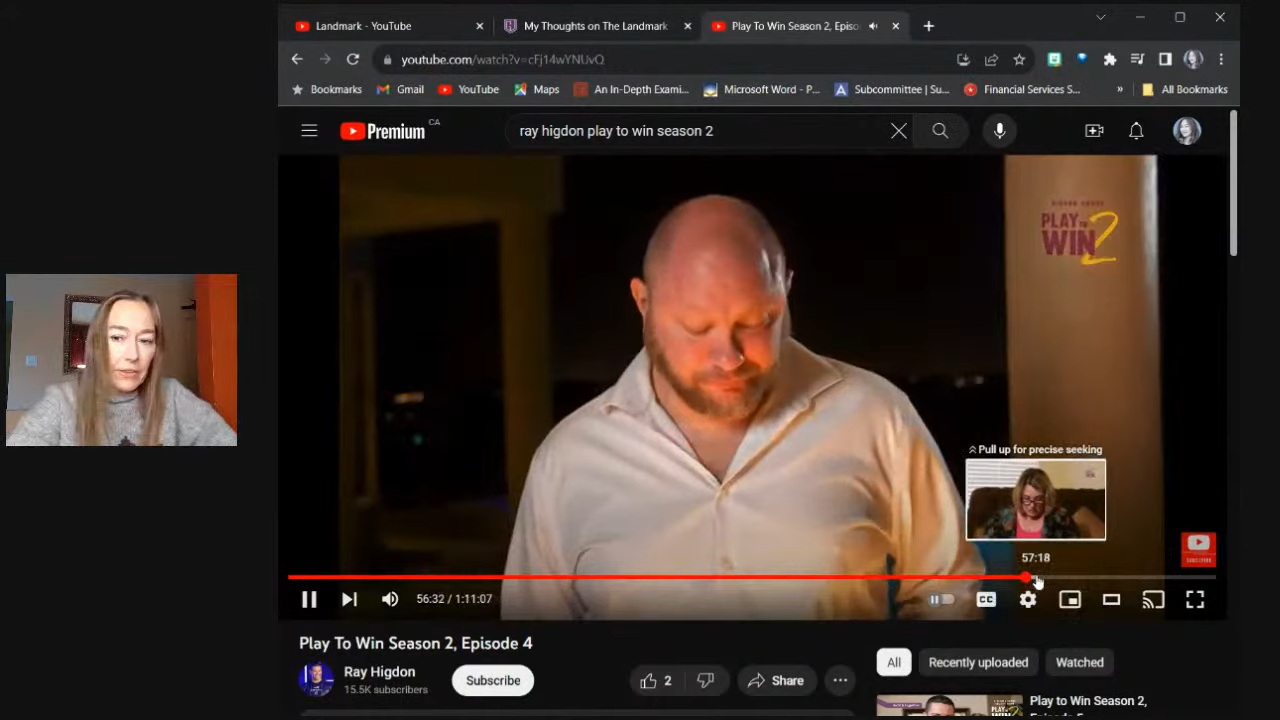 Landmark - YouTube
My Thoughts on The Landmark
Play To Win Season 2, Episo
youtube.com/watch?v=cFj14wYNUvQ
Bookmarks
Gmail
YouTube
Maps
An In-Depth Exami...
Microsoft Word - P...
Subcommittee | Su...
Financial Services S...
»
All Bookmarks
Premium
CA
ray higdon play to win season 2
PLAY TO
WIN 2
Pull up for precise seeking
57:18
SUBSCRIBE
56:32 / 1:11:07
CC
Play To Win Season 2, Episode 4
Ray Higdon
15.5K subscribers
Subscribe
2
Share
All
Recently uploaded
Watched
Play to Win Season 2,